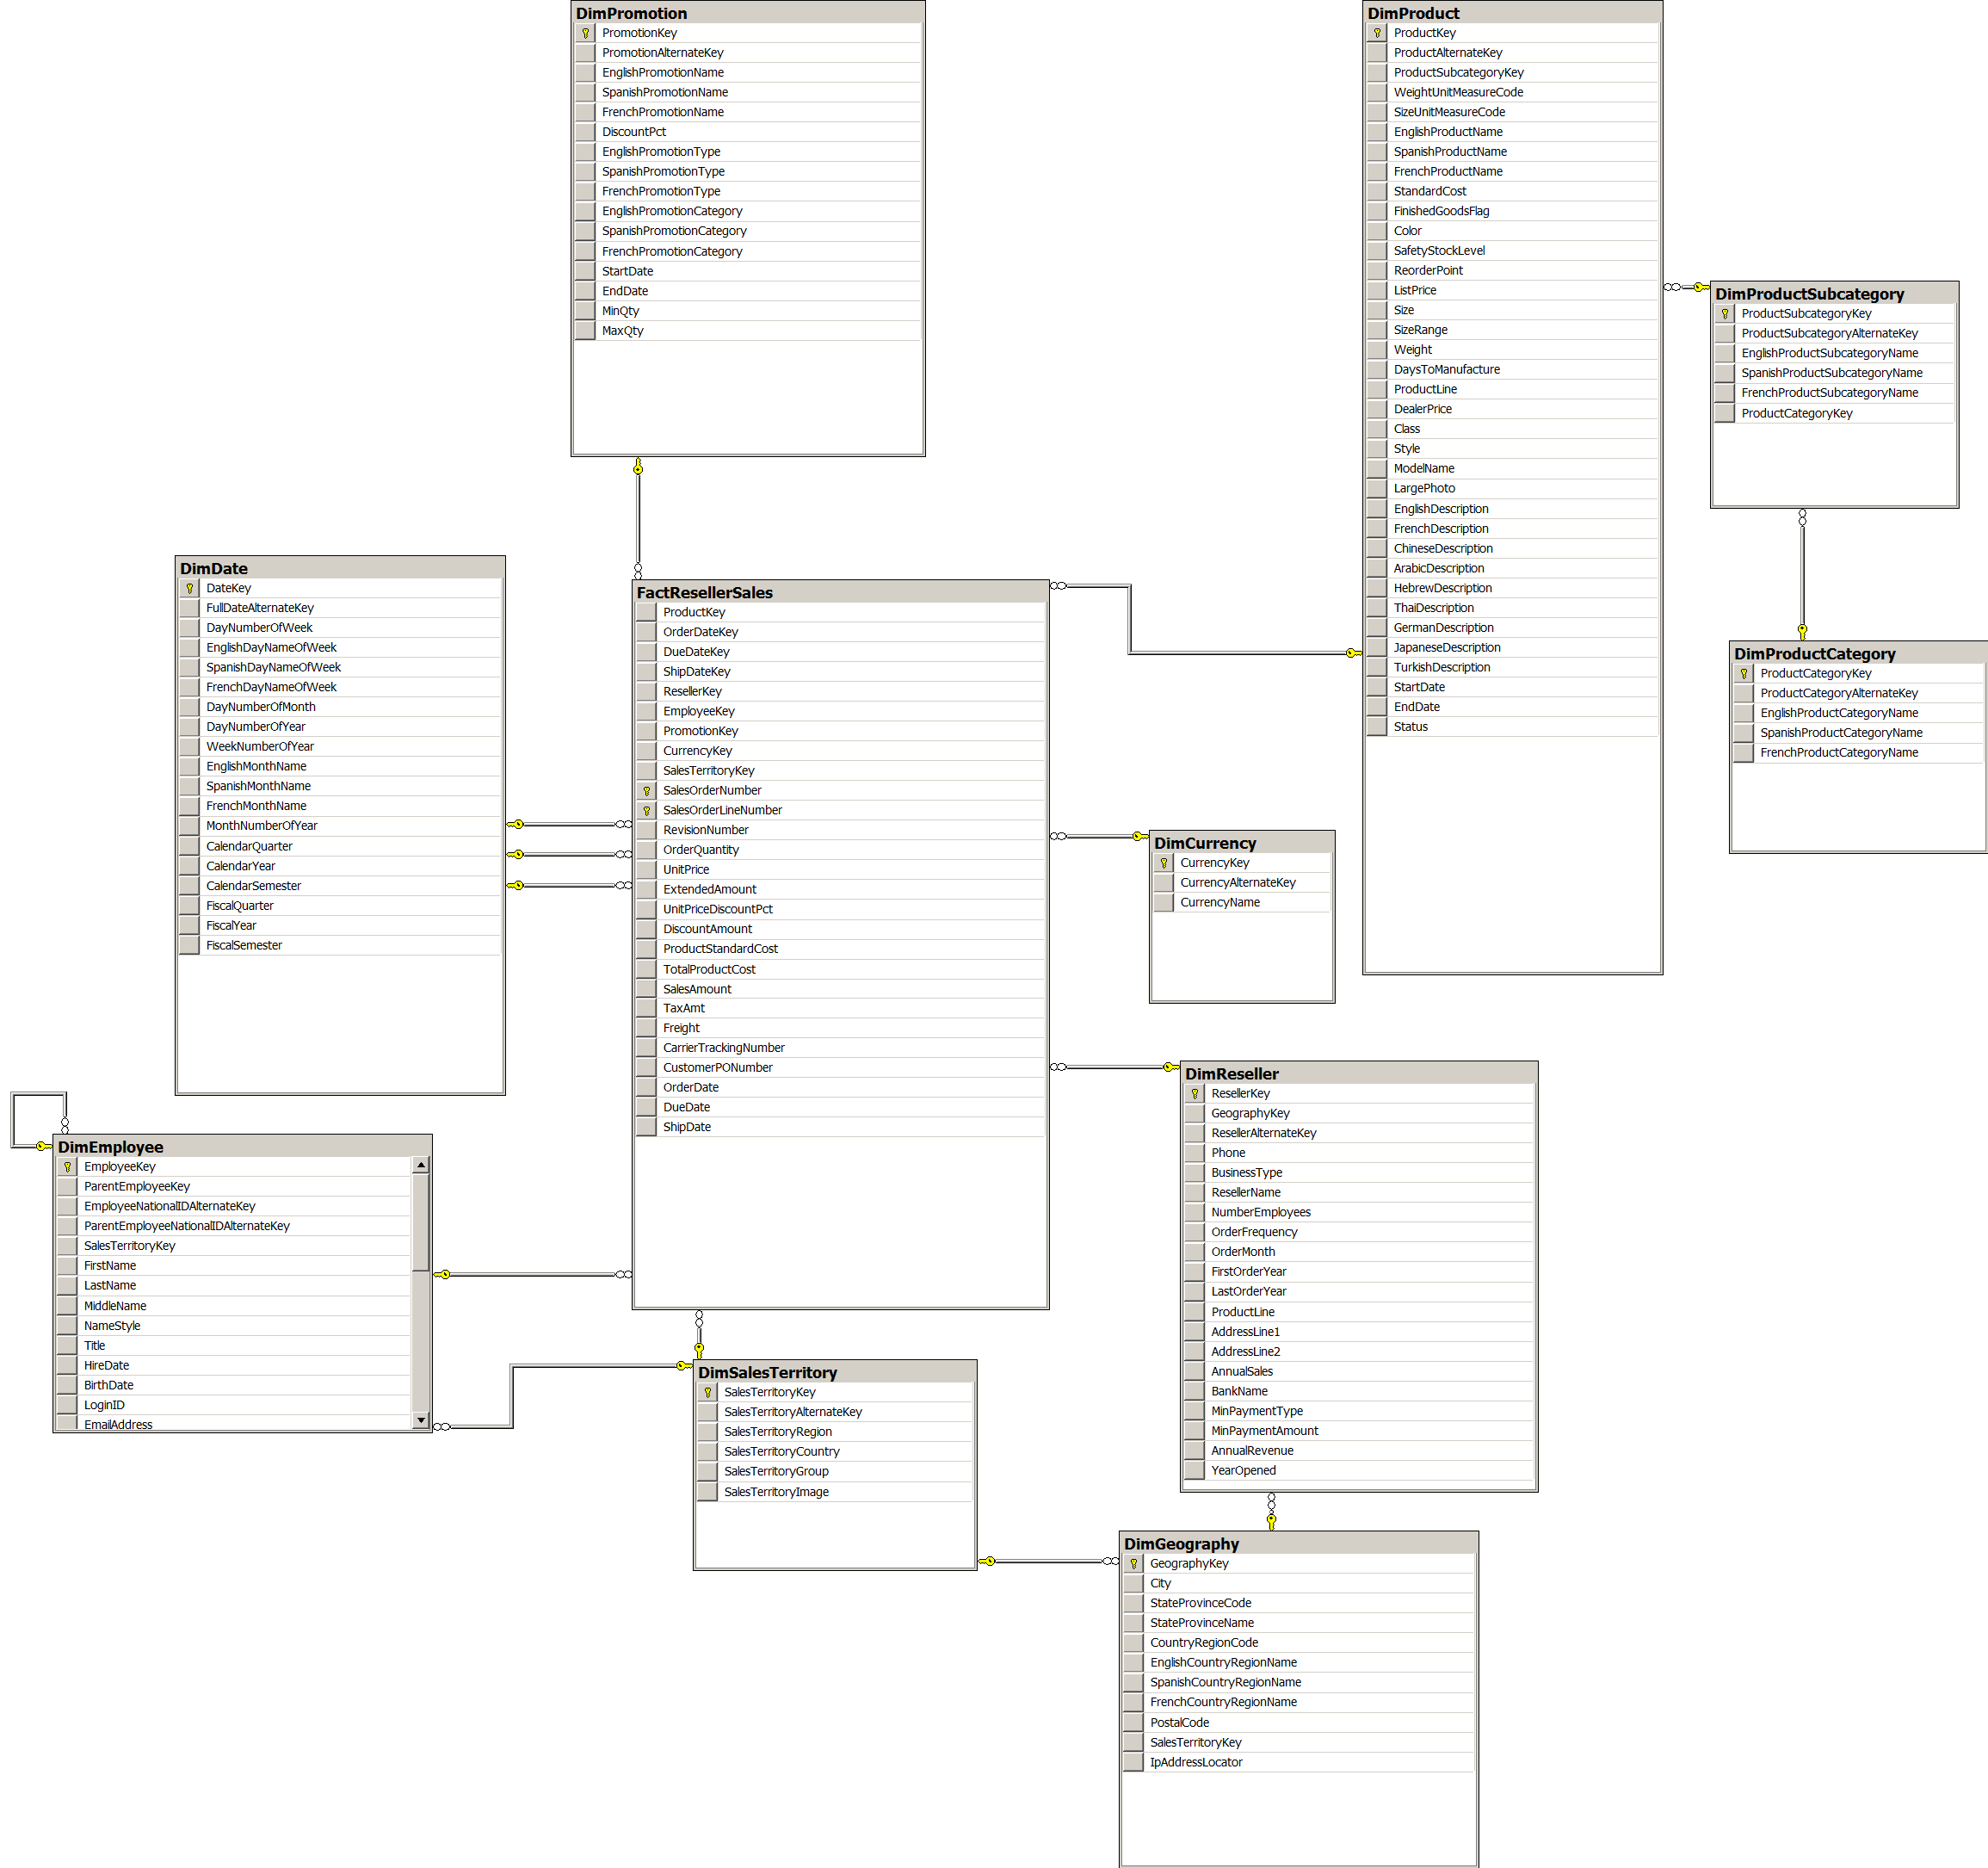 DimPromotion
PromotionKey
PromotionAlternateKey
EnglishPromotionName
SpanishPromotionName
FrenchPromotionName
DiscountPct
EnglishPromotionType
SpanishPromotionType
FrenchPromotionType
EnglishPromotionCategory
SpanishPromotionCategory
FrenchPromotionCategory
StartDate
EndDate
MinQty
MaxQty
DimProduct
ProductKey
ProductAlternateKey
ProductSubcategoryKey
WeightUnitMeasureCode
SizeUnitMeasureCode
EnglishProductName
SpanishProductName
FrenchProductName
StandardCost
FinishedGoodsFlag
Color
SafetyStockLevel
ReorderPoint
ListPrice
Size
SizeRange
Weight
DaysToManufacture
ProductLine
DealerPrice
Class
Style
ModelName
LargePhoto
EnglishDescription
FrenchDescription
ChineseDescription
ArabicDescription
HebrewDescription
ThaiDescription
GermanDescription
JapaneseDescription
TurkishDescription
StartDate
EndDate
Status
DimProductSubcategory
ProductSubcategoryKey
ProductSubcategoryAlternateKey
EnglishProductSubcategoryName
SpanishProductSubcategoryName
FrenchProductSubcategoryName
ProductCategoryKey
DimProductCategory
ProductCategoryKey
ProductCategoryAlternateKey
EnglishProductCategoryName
SpanishProductCategoryName
FrenchProductCategoryName
DimDate
DateKey
FullDateAlternateKey
DayNumberOfWeek
EnglishDayNameOfWeek
SpanishDayNameOfWeek
FrenchDayNameOfWeek
DayNumberOfMonth
DayNumberOfYear
WeekNumberOfYear
EnglishMonthName
SpanishMonthName
FrenchMonthName
MonthNumberOfYear
CalendarQuarter
CalendarYear
CalendarSemester
FiscalQuarter
FiscalYear
FiscalSemester
FactResellerSales
ProductKey
OrderDateKey
DueDateKey
ShipDateKey
ResellerKey
EmployeeKey
PromotionKey
CurrencyKey
SalesTerritoryKey
SalesOrderNumber
SalesOrderLineNumber
RevisionNumber
OrderQuantity
UnitPrice
ExtendedAmount
UnitPriceDiscountPct
DiscountAmount
ProductStandardCost
TotalProductCost
SalesAmount
TaxAmt
Freight
CarrierTrackingNumber
CustomerPONumber
OrderDate
DueDate
ShipDate
DimCurrency
CurrencyKey
CurrencyAlternateKey
CurrencyName
DimReseller
ResellerKey
GeographyKey
ResellerAlternateKey
Phone
BusinessType
ResellerName
NumberEmployees
OrderFrequency
OrderMonth
FirstOrderYear
LastOrderYear
ProductLine
AddressLine1
AddressLine2
AnnualSales
BankName
MinPaymentType
MinPaymentAmount
AnnualRevenue
YearOpened
DimEmployee
EmployeeKey
ParentEmployeeKey
EmployeeNationalIDAlternateKey
ParentEmployeeNationalIDAlternateKey
SalesTerritoryKey
FirstName
LastName
MiddleName
NameStyle
Title
HireDate
BirthDate
LoginID
EmailAddress
DimSalesTerritory
SalesTerritoryKey
SalesTerritoryAlternateKey
SalesTerritoryRegion
SalesTerritoryCountry
SalesTerritoryGroup
SalesTerritoryImage
DimGeography
GeographyKey
City
StateProvinceCode
StateProvinceName
CountryRegionCode
EnglishCountryRegionName
SpanishCountryRegionName
FrenchCountryRegionName
PostalCode
SalesTerritoryKey
IpAddressLocator